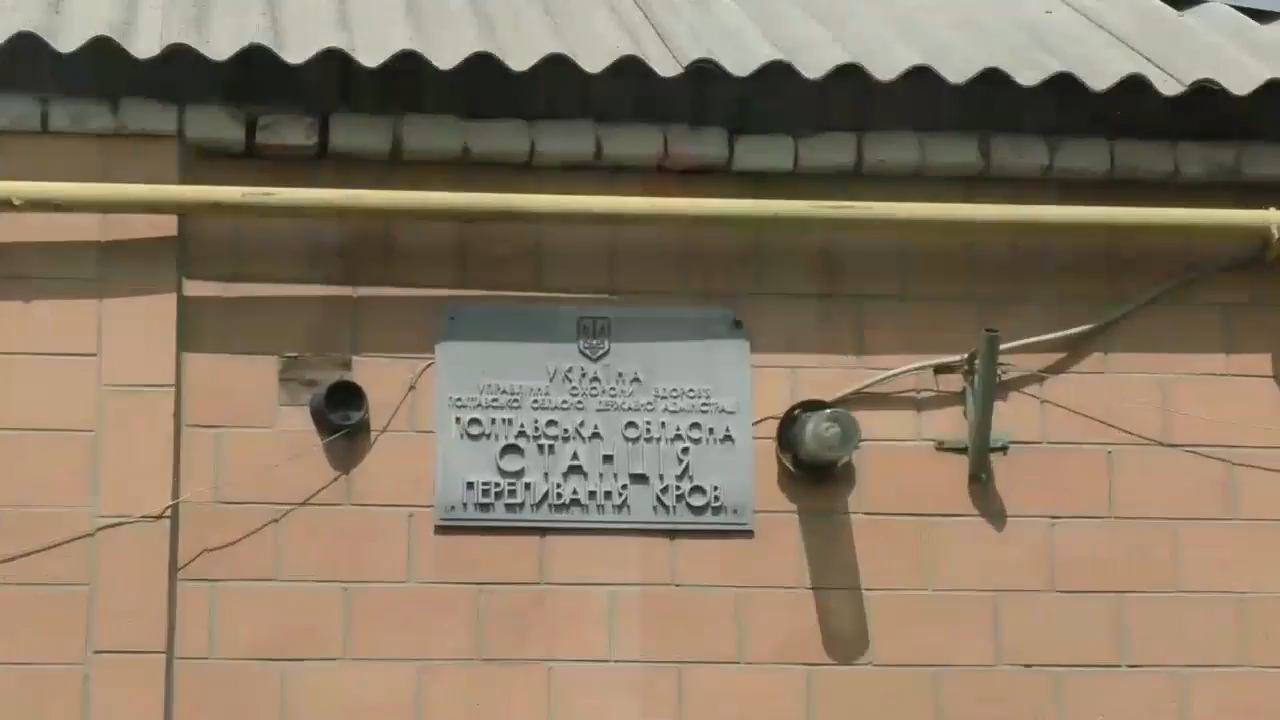 УКРАЇНА
УПРАВЛІННЯ ОХОРОНИ ЗДОРОВ'Я
ПОЛТАВСЬКОЇ ОБЛАСНОЇ ДЕРЖАВНОЇ АДМІНІСТРАЦІЇ
ПОЛТАВСЬКА ОБЛАСНА
СТАНЦІЯ
ПЕРЕЛИВАННЯ КРОВІ